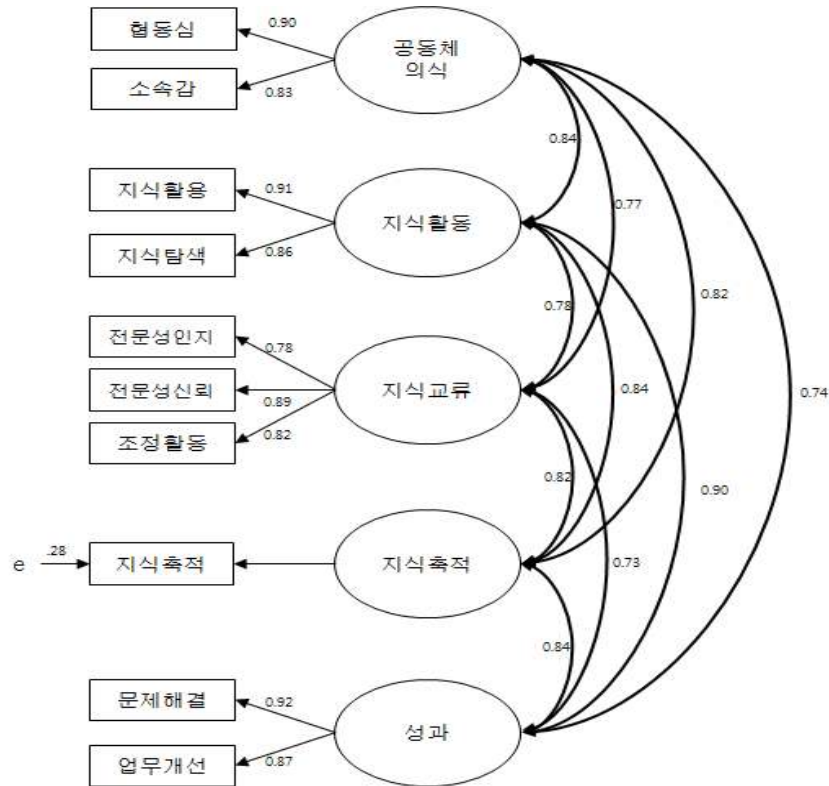 협동심
0.90
공동체
의식
소속감
0.83
0.84
지식활용
0.91
지식활동
0.77
지식탐색
0.86
0.78
0.82
전문성인지
0.78
전문성신뢰
지식교류
0.84
0.74
0.89
조정활동
0.82
0.82
0.90
e
.28
지식축적
지식축적
0.73
0.84
문제해결
0.92
성과
업무개선
0.87